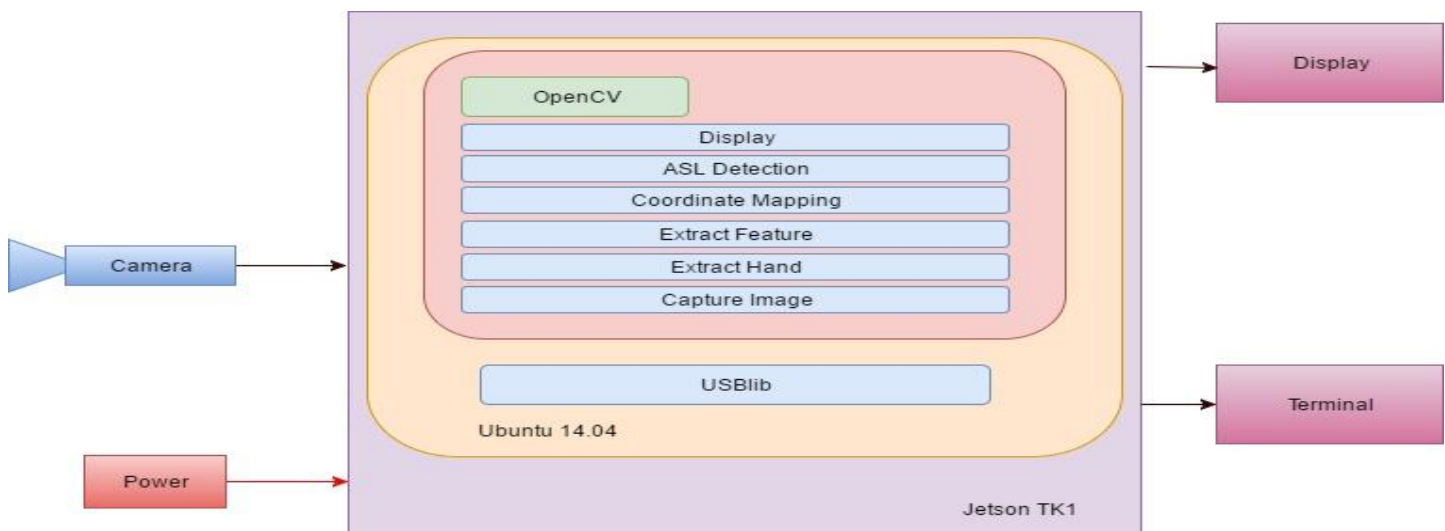 OpenCV
Display
ASL Detection
Coordinate Mapping
Extract Feature
Extract Hand
Capture Image
USBlib
Ubuntu 14.04
Jetson TK1
Camera
Power
Display
Terminal